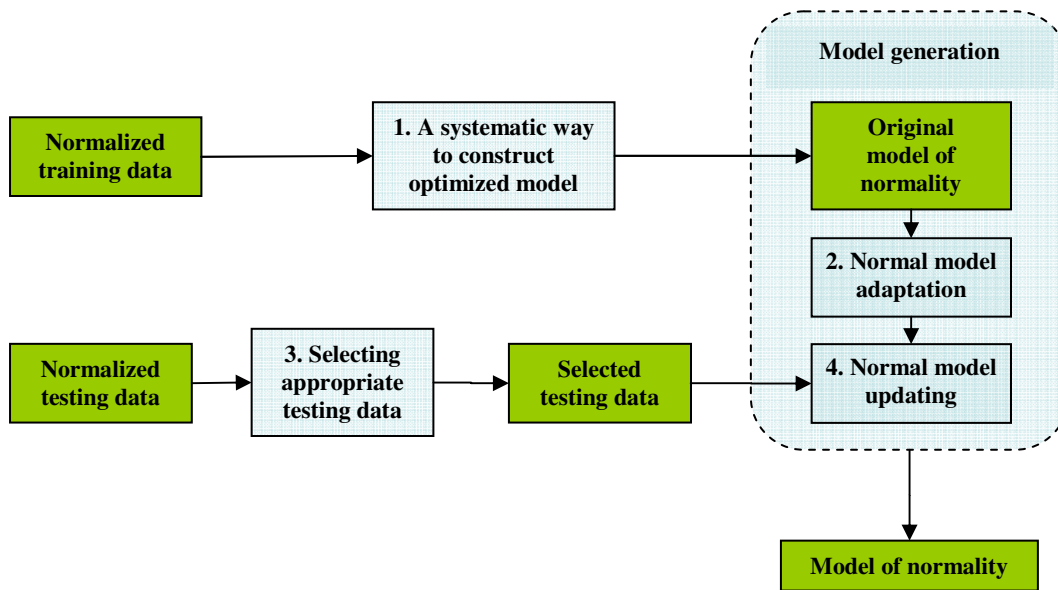 Model generation
Normalized
training data
1. A systematic way
to construct
optimized model
Original
model of
normality
2. Normal model
adaptation
Normalized
testing data
3. Selecting
appropriate
testing data
Selected
testing data
4. Normal model
updating
Model of normality